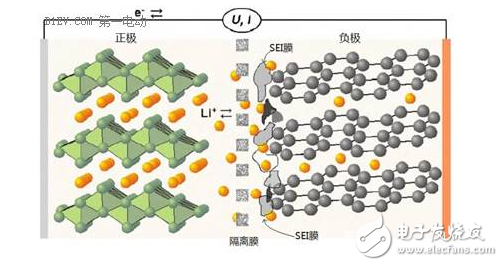 D1EV.COM 第一电动
e⁻ ⇄
U, i
正极
SEI膜
负极
Li⁺ ⇄
隔离膜
SEI膜
电子发烧友
www.elecfans.com